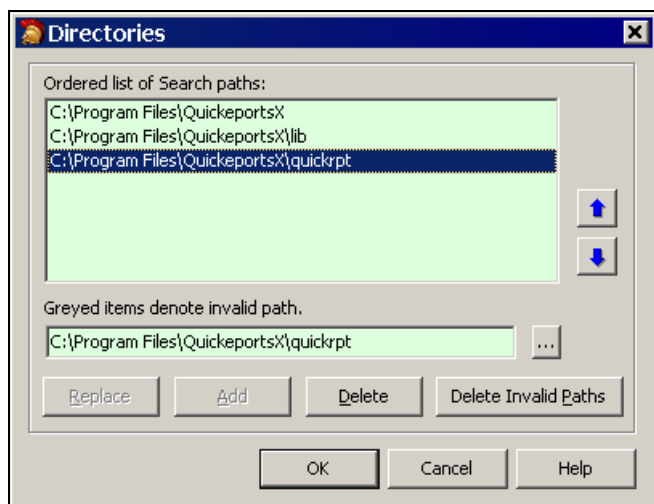 Directories
Ordered list of Search paths:
C:\Program Files\QuickeportsX
C:\Program Files\QuickeportsX\lib
C:\Program Files\QuickeportsX\quickrpt
Greyed items denote invalid path.
C:\Program Files\QuickeportsX\quickrpt
...
Replace Add Delete Delete Invalid Paths
OK Cancel Help